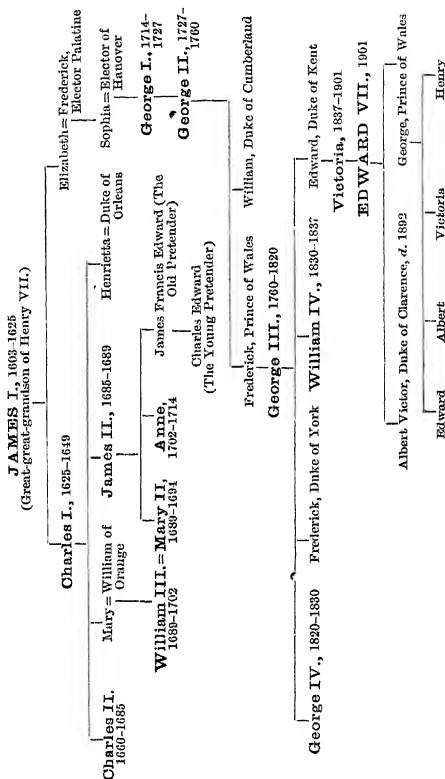 JAMES I., 1603-1625
(Great-great-grandson of Henry VII.)
Charles I., 1625-1649
Elizabeth = Frederick,
Elector Palatine
Charles II.
1660-1685
Mary = William of
Orange
James II., 1685-1689
Henrietta = Duke of
Orleans
Sophia = Elector of
Hanover
William III. = Mary II,
1689-1702
1689-1694
Anne,
1702-1714
James Francis Edward (The
Old Pretender)
George I., 1714-
1727
Charles Edward
(The Young Pretender)
George II., 1727-
1760
Frederick, Prince of Wales
William, Duke of Cumberland
George III., 1760-1820
George IV., 1820-1830
Frederick, Duke of York
William IV., 1830-1837
Edward, Duke of Kent
Victoria, 1837-1901
EDWARD VII., 1901
Albert Victor, Duke of Clarence, d. 1892
George, Prince of Wales
Edward
Albert
Victoria
Henry